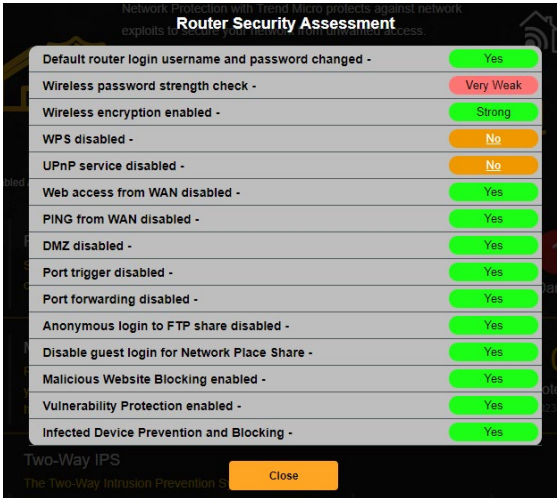 Network Protection with Trend Micro protects against network
Router Security Assessment
exploits to secure your network from unwanted access.
Default router login username and password changed - Yes
Wireless password strength check - Very Weak
Wireless encryption enabled - Strong
WPS disabled - No
UPnP service disabled - No
Web access from WAN disabled - Yes
PING from WAN disabled - Yes
DMZ disabled - Yes
Port trigger disabled - Yes
Port forwarding disabled - Yes
Anonymous login to FTP share disabled - Yes
Disable guest login for Network Place Share - Yes
Malicious Website Blocking enabled - Yes
Vulnerability Protection enabled - Yes
Infected Device Prevention and Blocking - Yes
Two-Way IPS
Close
The Two-Way Intrusion Prevention